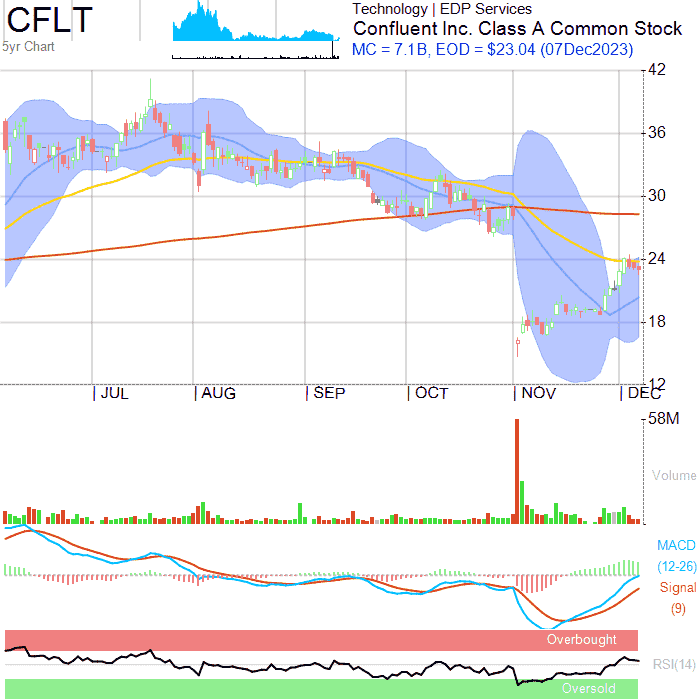 CFLT
5yr Chart
Technology | EDP Services
Confluent Inc. Class A Common Stock
MC = 7.1B, EOD = $23.04 (07Dec2023)
42
36
30
24
18
12
JUL AUG SEP OCT NOV DEC
58M
Volume
MACD
(12-26)
Signal
(9)
Overbought
RSI(14)
Oversold